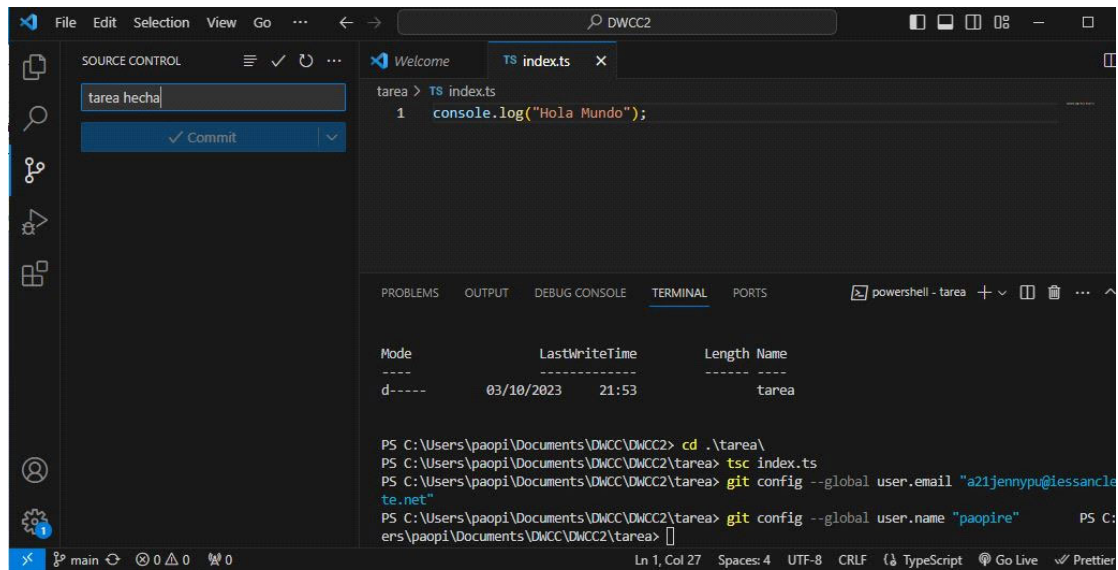 File Edit Selection View Go ··· DWCC2
SOURCE CONTROL
tarea hecha
Commit
Welcome TS index.ts
tarea > TS index.ts
1 console.log("Hola Mundo");
PROBLEMS OUTPUT DEBUG CONSOLE TERMINAL PORTS powershell - tarea
Mode LastWriteTime Length Name
---- ------------- ------ ----
d----- 03/10/2023 21:53 tarea
PS C:\Users\paopi\Documents\DWCC\DWCC2> cd .\tarea\
PS C:\Users\paopi\Documents\DWCC\DWCC2\tarea> tsc index.ts
PS C:\Users\paopi\Documents\DWCC\DWCC2\tarea> git config --global user.email "a21jennypu@iessancle
te.net"
PS C:\Users\paopi\Documents\DWCC\DWCC2\tarea> git config --global user.name "paopire" PS C:
ers\paopi\Documents\DWCC\DWCC2\tarea>
1
main 0 0 0 Ln 1, Col 27 Spaces: 4 UTF-8 CRLF {} TypeScript Go Live Prettier